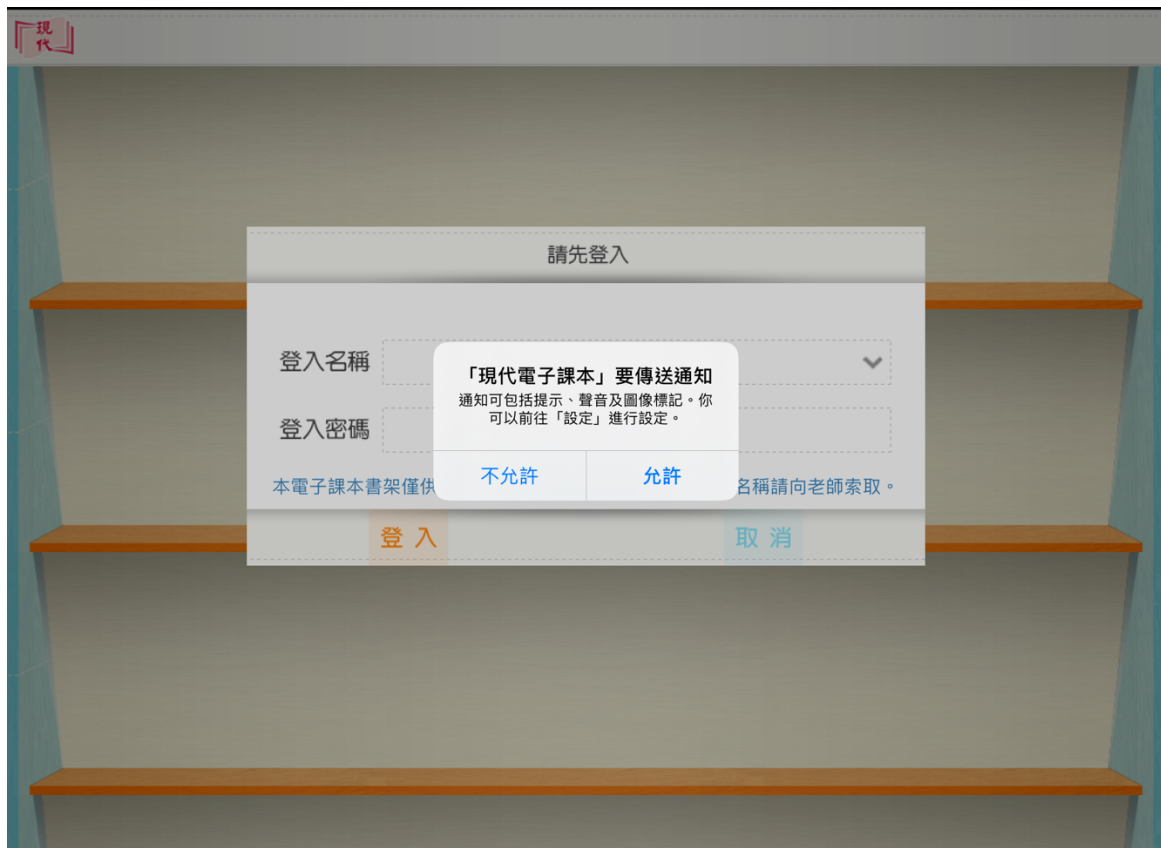 現代
請先登入
登入名稱
「現代電子課本」要傳送通知
通知可包括提示、聲音及圖像標記。你
可以前往「設定」進行設定。
登入密碼
不允許 允許
本電子課本書架僅供 名稱請向老師索取。
登入 取消